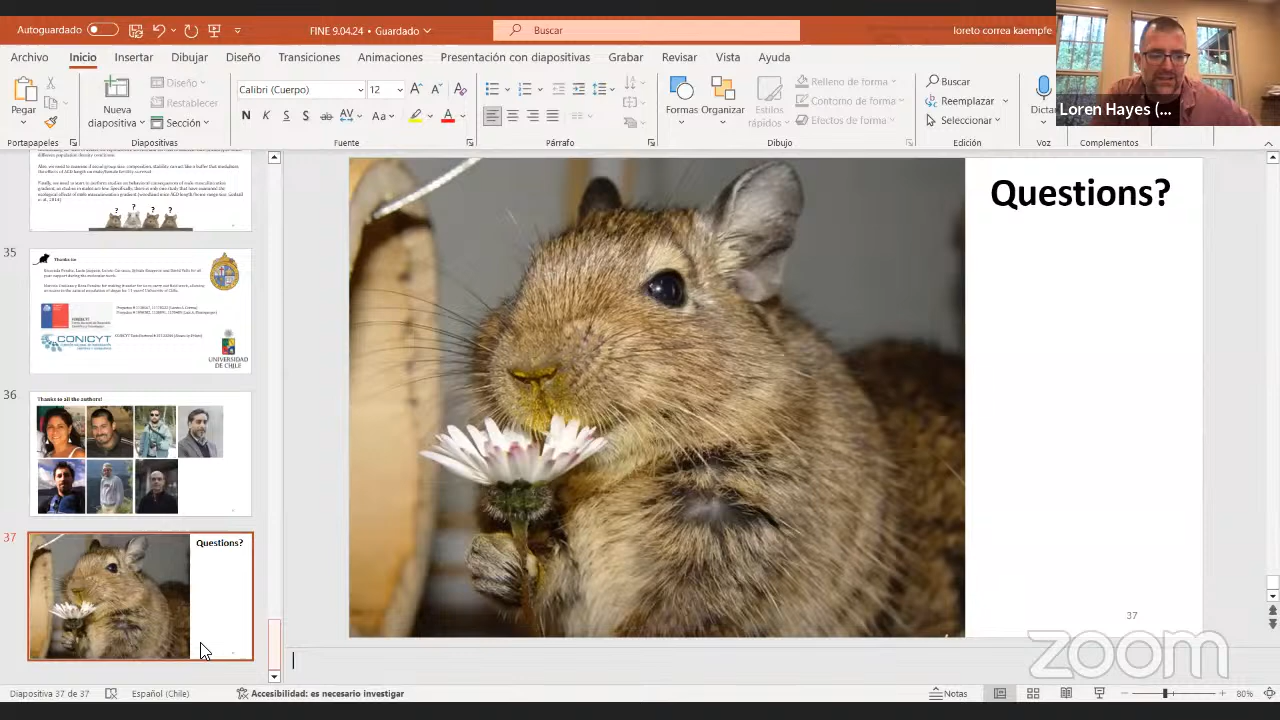 Autoguardado
FINE 9.04.24 • Guardado
Buscar
loreto correa kaempfe
Archivo
Inicio
Insertar
Dibujar
Diseño
Transiciones
Animaciones
Presentación con diapositivas
Grabar
Revisar
Vista
Ayuda
Pegar
Nueva
diapositiva
Diseño
Restablecer
Sección
Calibri (Cuerpo)
12
Formas
Organizar
Estilos
rápidos
Relleno de forma
Contorno de forma
Efectos de forma
Buscar
Reemplazar
Seleccionar
Dictar
Loren Hayes (...
Portapapeles
Diapositivas
Fuente
Párrafo
Dibujo
Edición
Voz
Complementos
35
Thanks to:
CONICYT
UNIVERSIDAD
DE CHILE
36
Thanks to all the authors!
37
Questions?
Questions?
37
zoom
Diapositiva 37 de 37
Español (Chile)
Accesibilidad: es necesario investigar
Notas
80%